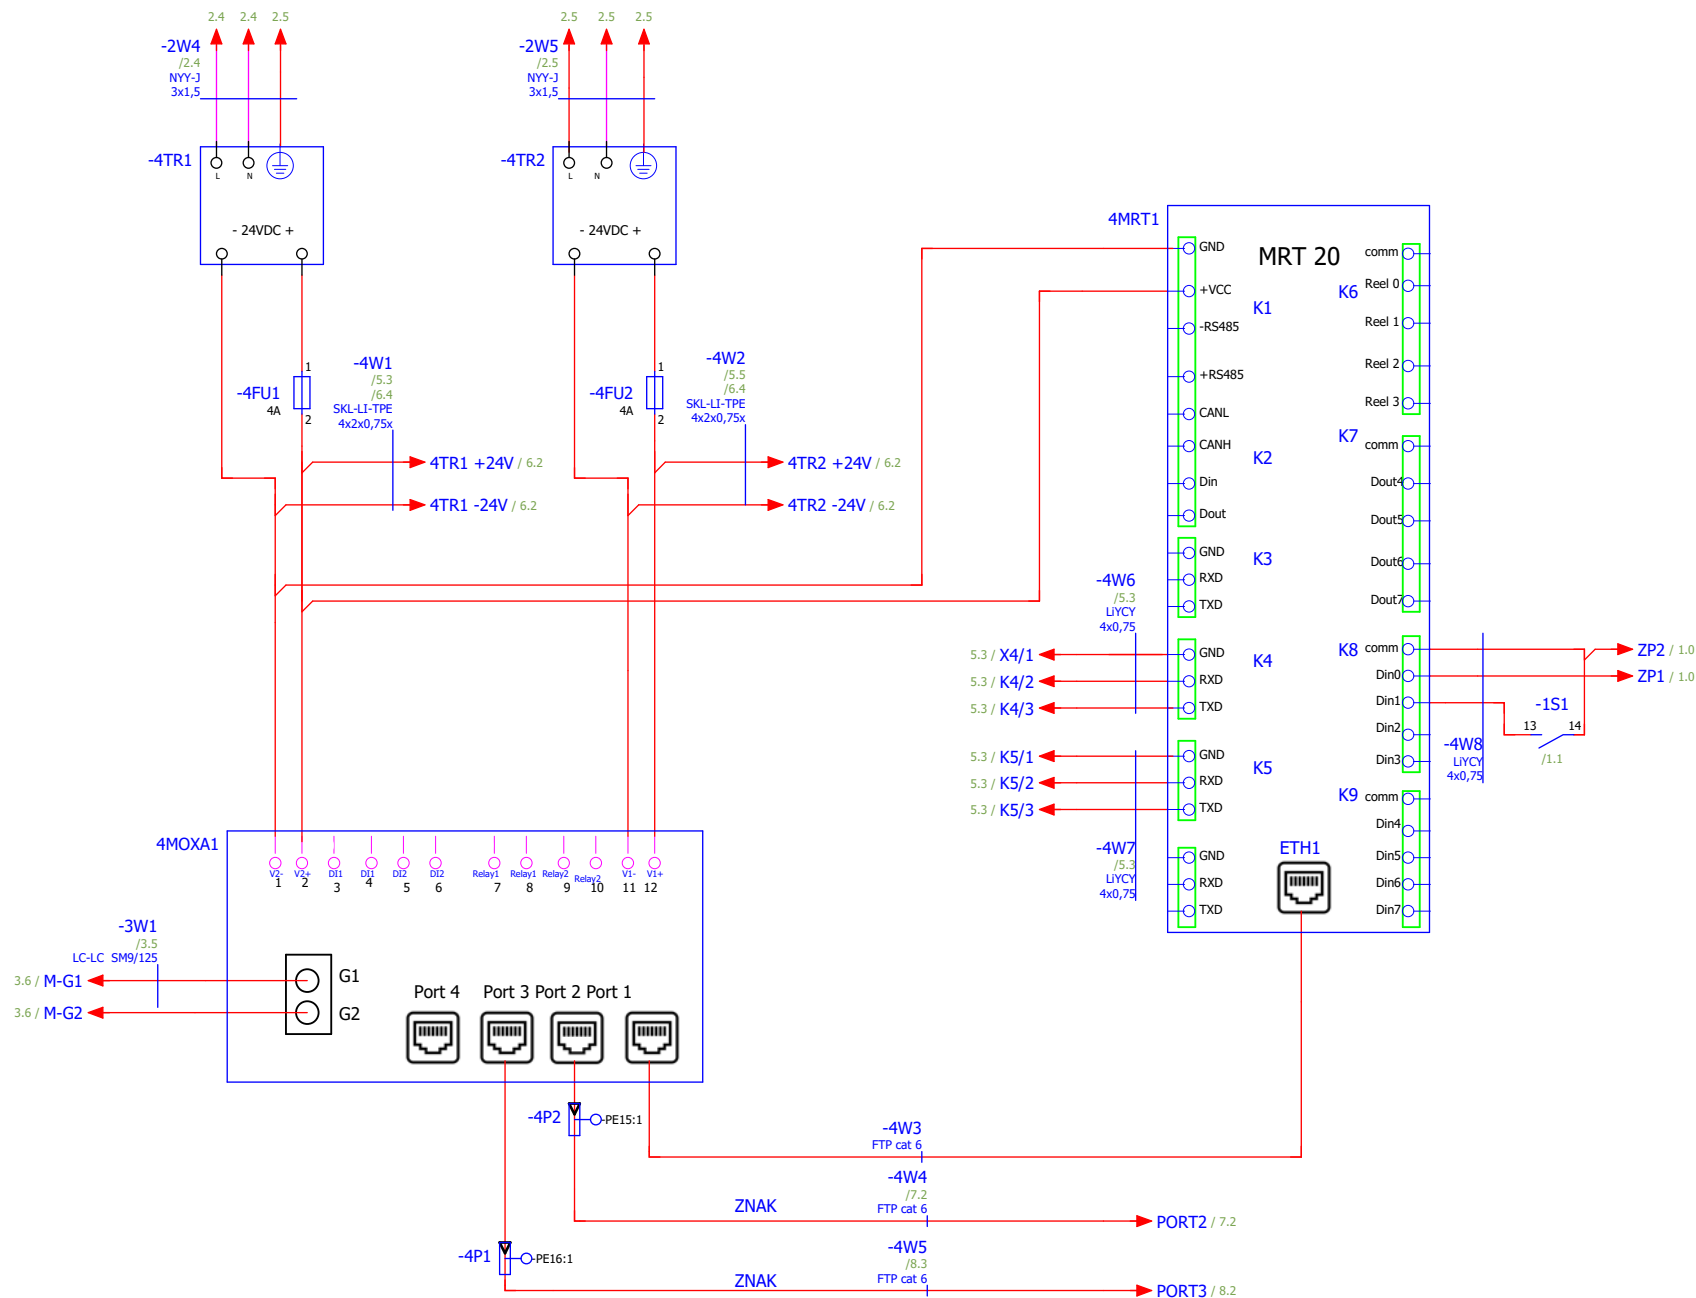 2.4 2.4 2.5
-2W4
/2.4
NYY-J
3x1,5
2.5 2.5 2.5
-2W5
/2.5
NYY-J
3x1,5
-4TR1
L N
- 24VDC +
-4TR2
L N
- 24VDC +
-4FU1
4A
1
2
-4W1
/5.3
/6.4
SKL-LI-TPE
4x2x0,75x
4TR1 +24V / 6.2
4TR1 -24V / 6.2
-4FU2
4A
1
2
-4W2
/5.5
/6.4
SKL-LI-TPE
4x2x0,75x
4TR2 +24V / 6.2
4TR2 -24V / 6.2
4MRT1
MRT 20
GND
+VCC
K1
-RS485
+RS485
CANL
CANH
K2
Din
Dout
GND
K3
RXD
TXD
GND
K4
RXD
TXD
GND
K5
RXD
TXD
GND
RXD
TXD
comm
K6
Reel 0
Reel 1
Reel 2
Reel 3
K7
comm
Dout4
Dout5
Dout6
Dout7
K8
comm
Din0
Din1
Din2
Din3
K9
comm
Din4
Din5
Din6
Din7
ETH1
-4W6
/5.3
LiYCY
4x0,75
5.3 / X4/1
5.3 / K4/2
5.3 / K4/3
5.3 / K5/1
5.3 / K5/2
5.3 / K5/3
-4W7
/5.3
LiYCY
4x0,75
ZP2 / 1.0
ZP1 / 1.0
-1S1
13 14
/1.1
-4W8
LiYCY
4x0,75
4MOXA1
V2- V2+ DI1 DI1 DI2 DI2 Relay1 Relay1 Relay2 Relay2 V1- V1+
1 2 3 4 5 6 7 8 9 10 11 12
-3W1
/3.5
LC-LC SM9/125
3.6 / M-G1
3.6 / M-G2
G1
G2
Port 4 Port 3 Port 2 Port 1
-4P2
-PE15:1
-4W3
FTP cat 6
-4W4
/7.2
FTP cat 6
ZNAK
PORT2 / 7.2
-4P1
-PE16:1
-4W5
/8.3
FTP cat 6
ZNAK
PORT3 / 8.2